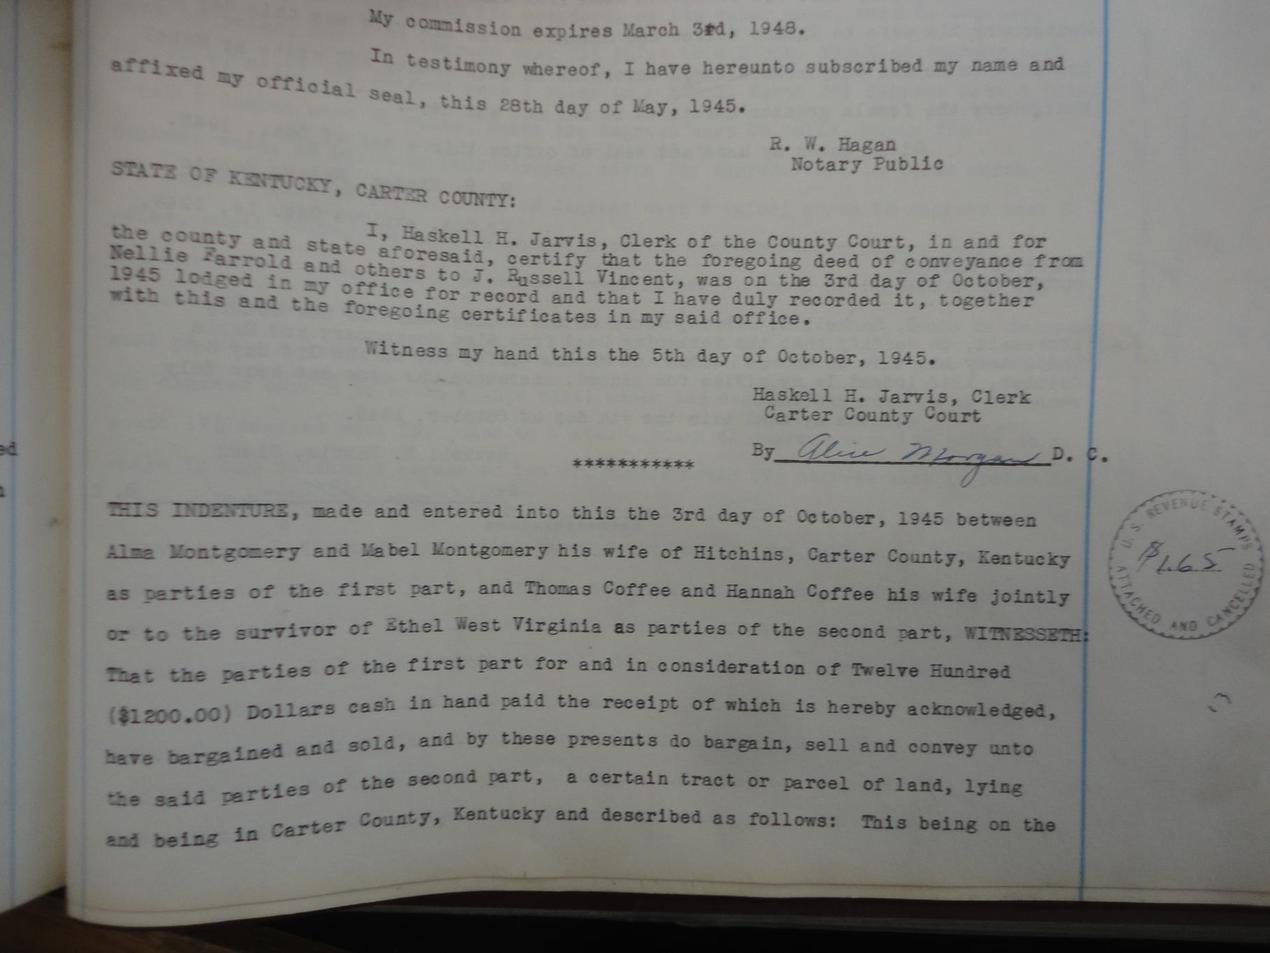 My commission expires March 3rd, 1948.
In testimony whereof, I have hereunto subscribed my name and
affixed my official seal, this 28th day of May, 1945.
R. W. Hagan
Notary Public
STATE OF KENTUCKY, CARTER COUNTY:
I, Haskell H. Jarvis, Clerk of the County Court, in and for
the county and state aforesaid, certify that the foregoing deed of conveyance from
Nellie Farrold and others to J. Russell Vincent, was on the 3rd day of October,
1945 lodged in my office for record and that I have duly recorded it, together
with this and the foregoing certificates in my said office.
Witness my hand this the 5th day of October, 1945.
Haskell H. Jarvis, Clerk
Carter County Court
By Alice Morgan D. C.
***********
THIS INDENTURE, made and entered into this the 3rd day of October, 1945 between
Alma Montgomery and Mabel Montgomery his wife of Hitchins, Carter County, Kentucky
as parties of the first part, and Thomas Coffee and Hannah Coffee his wife jointly
or to the survivor of Ethel West Virginia as parties of the second part, WITNESSETH:
That the parties of the first part for and in consideration of Twelve Hundred
($1200.00) Dollars cash in hand paid the receipt of which is hereby acknowledged,
have bargained and sold, and by these presents do bargain, sell and convey unto
the said parties of the second part, a certain tract or parcel of land, lying
and being in Carter County, Kentucky and described as follows: This being on the
U. S. REVENUE STAMPS
$1.65
ATTACHED AND CANCELLED
ed